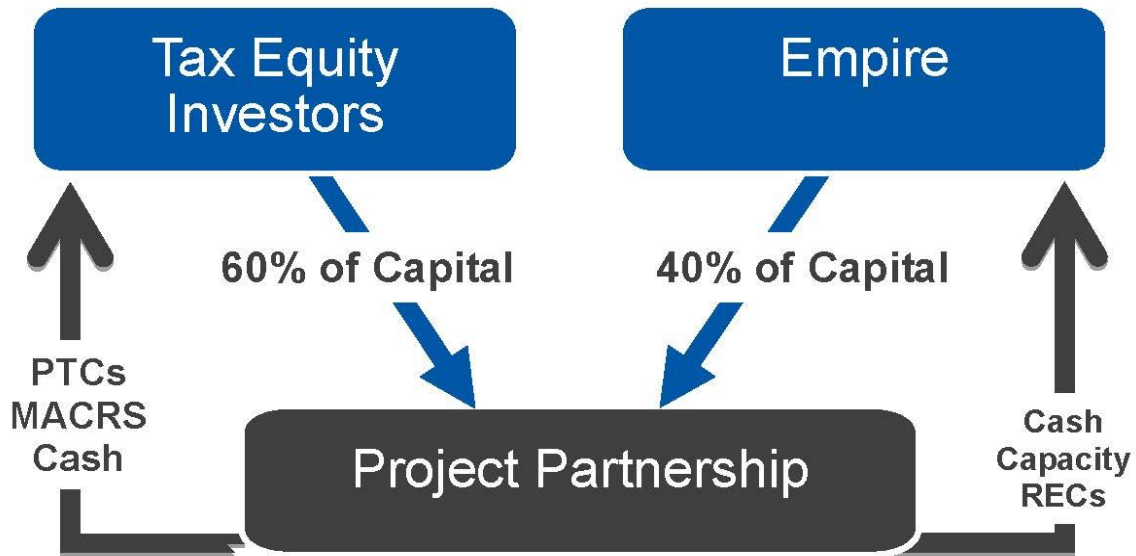 Tax Equity
Investors
Empire
60% of Capital
40% of Capital
PTCs
MACRS
Cash
Project Partnership
Cash
Capacity
RECs